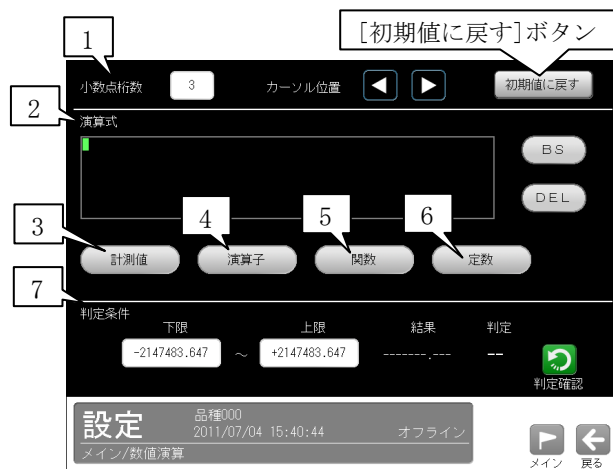 [初期値に戻す]ボタン
1
小数点桁数 3 カーソル位置 初期値に戻す
2
演算式
BS
DEL
3 4 5 6
計測値 演算子 関数 定数
7
判定条件
下限 上限 結果 判定
-2147483.647 ～ +2147483.647 -------.--- --
判定確認
設定 品種000
2011/07/04 15:40:44 オフライン
メイン/数値演算
メイン 戻る